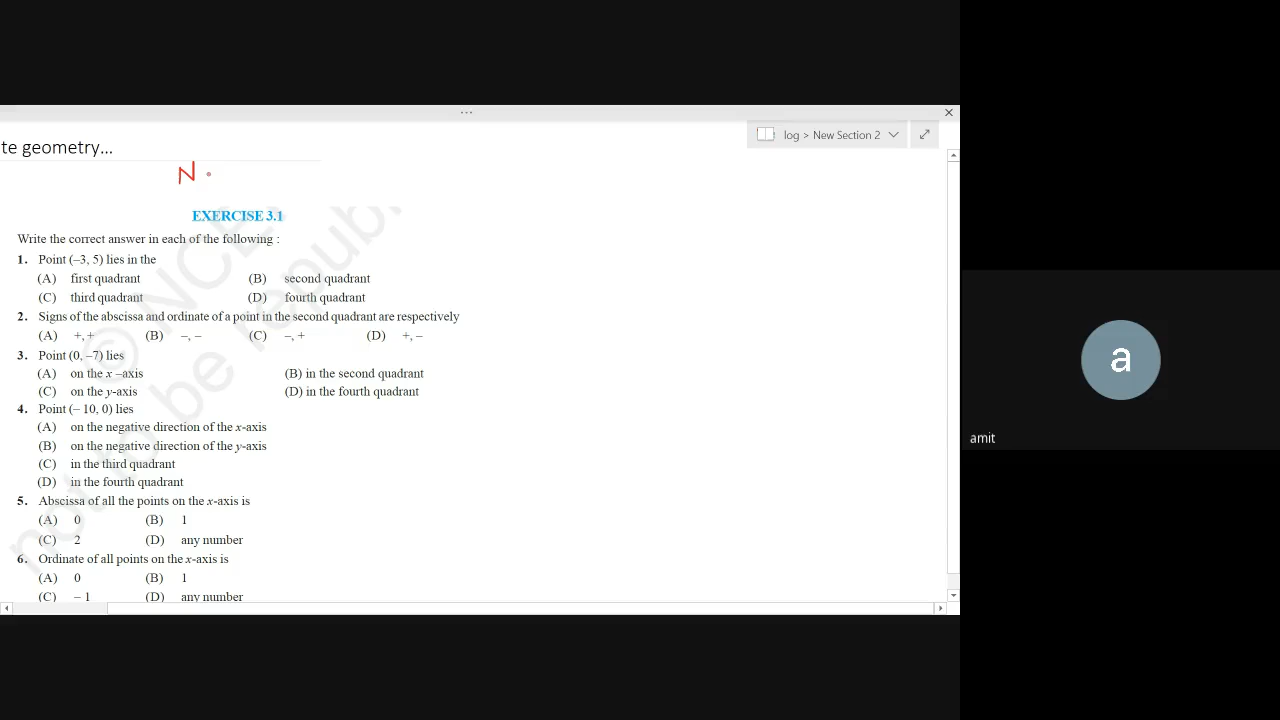 log > New Section 2
te geometry...
N
EXERCISE 3.1
Write the correct answer in each of the following :
1. Point (–3, 5) lies in the
(A) first quadrant (B) second quadrant
(C) third quadrant (D) fourth quadrant
2. Signs of the abscissa and ordinate of a point in the second quadrant are respectively
(A) +, + (B) –, – (C) –, + (D) +, –
3. Point (0, –7) lies
(A) on the x –axis (B) in the second quadrant
(C) on the y-axis (D) in the fourth quadrant
4. Point (– 10, 0) lies
(A) on the negative direction of the x-axis
(B) on the negative direction of the y-axis
(C) in the third quadrant
(D) in the fourth quadrant
5. Abscissa of all the points on the x-axis is
(A) 0 (B) 1
(C) 2 (D) any number
6. Ordinate of all points on the x-axis is
(A) 0 (B) 1
(C) – 1 (D) any number
© NCE
not to be republ
a
amit